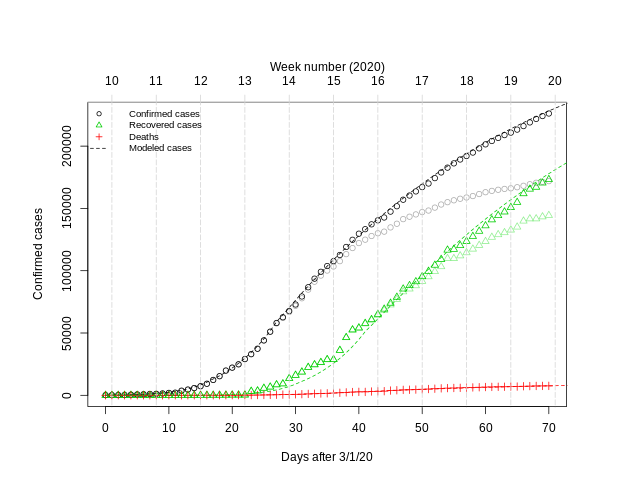 Week number (2020)
10 11 12 13 14 15 16 17 18 19 20
Confirmed cases
Recovered cases
Deaths
Modeled cases
Confirmed cases
200000
150000
100000
50000
0
0 10 20 30 40 50 60 70
Days after 3/1/20